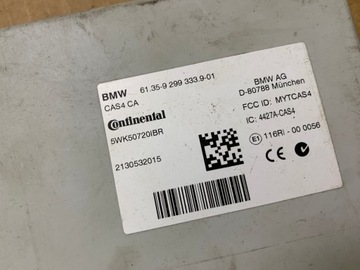 BMW 61.35-9 299 333.9-01
CAS4 CA
Continental
5WK50720IBR
2130532015
BMW AG
D-80788 München
FCC ID: MYTCAS4
IC: 4427A-CAS4
E1 116RI - 00 0056
CE